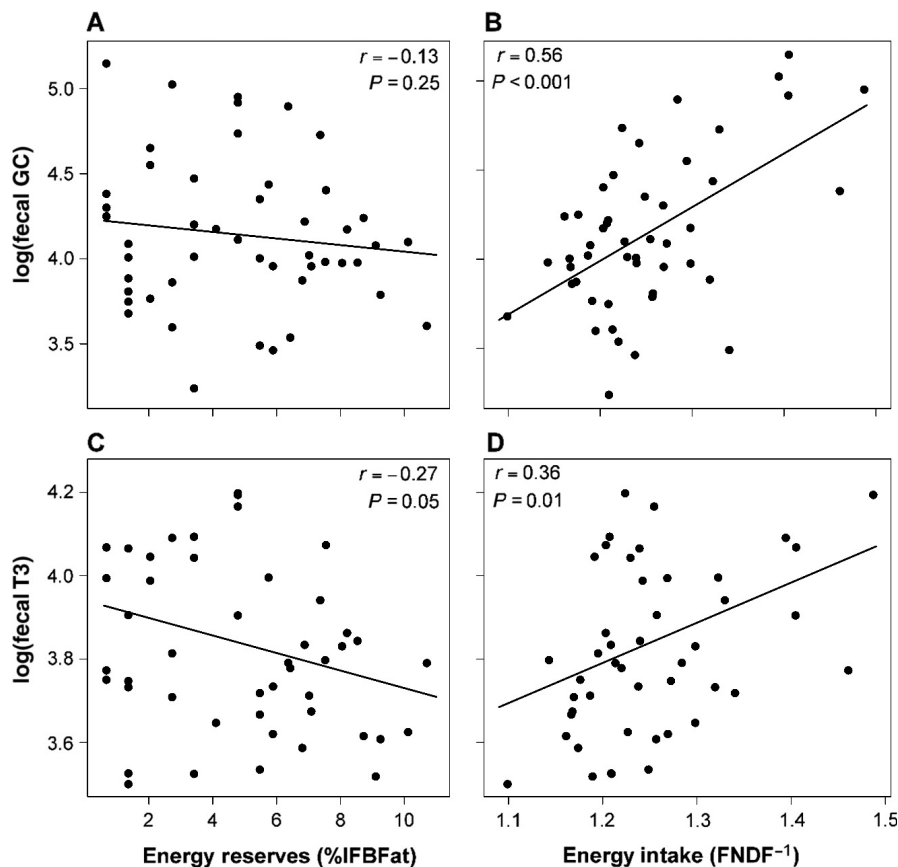 A
B
r = −0.13
P = 0.25
r = 0.56
P < 0.001
log(fecal GC)
5.0
4.5
4.0
3.5
C
D
r = −0.27
P = 0.05
r = 0.36
P = 0.01
log(fecal T3)
4.2
4.0
3.8
3.6
2 4 6 8 10
1.1 1.2 1.3 1.4 1.5
Energy reserves (%IFBFat)
Energy intake (FNDF⁻¹)